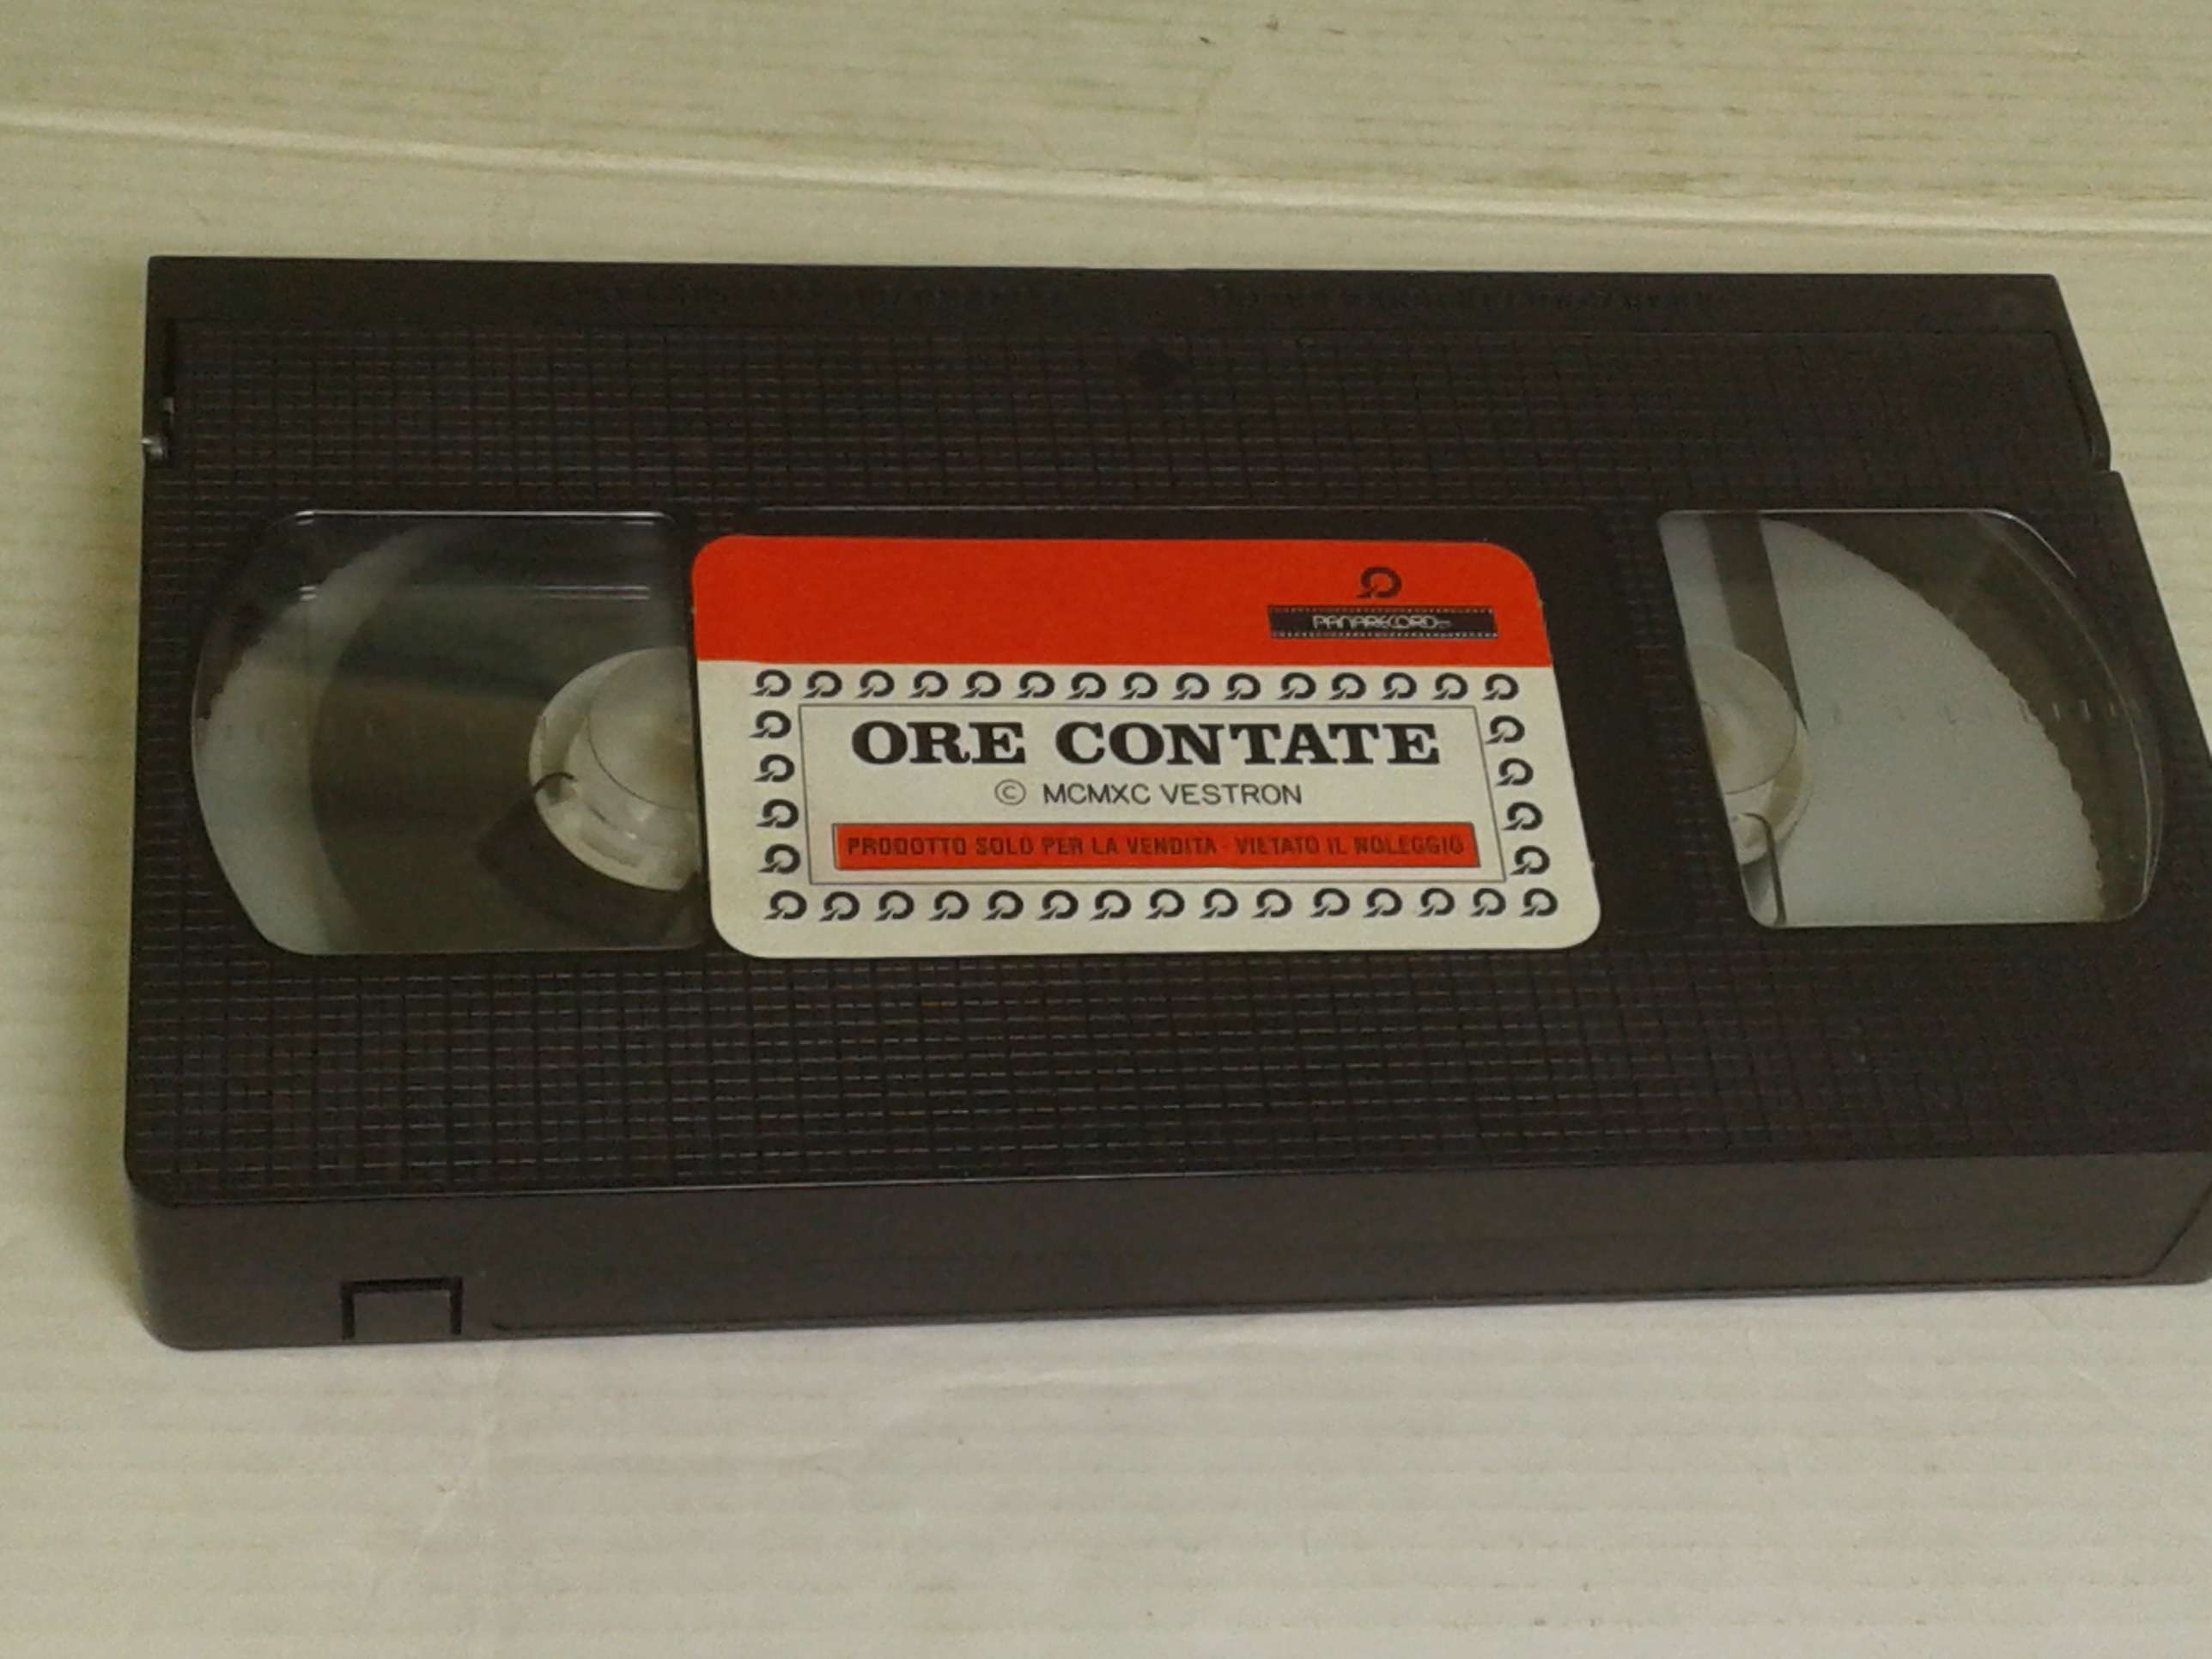 PANARECORD
ORE CONTATE
© MCMXC VESTRON
PRODOTTO SOLO PER LA VENDITA - VIETATO IL NOLEGGIO